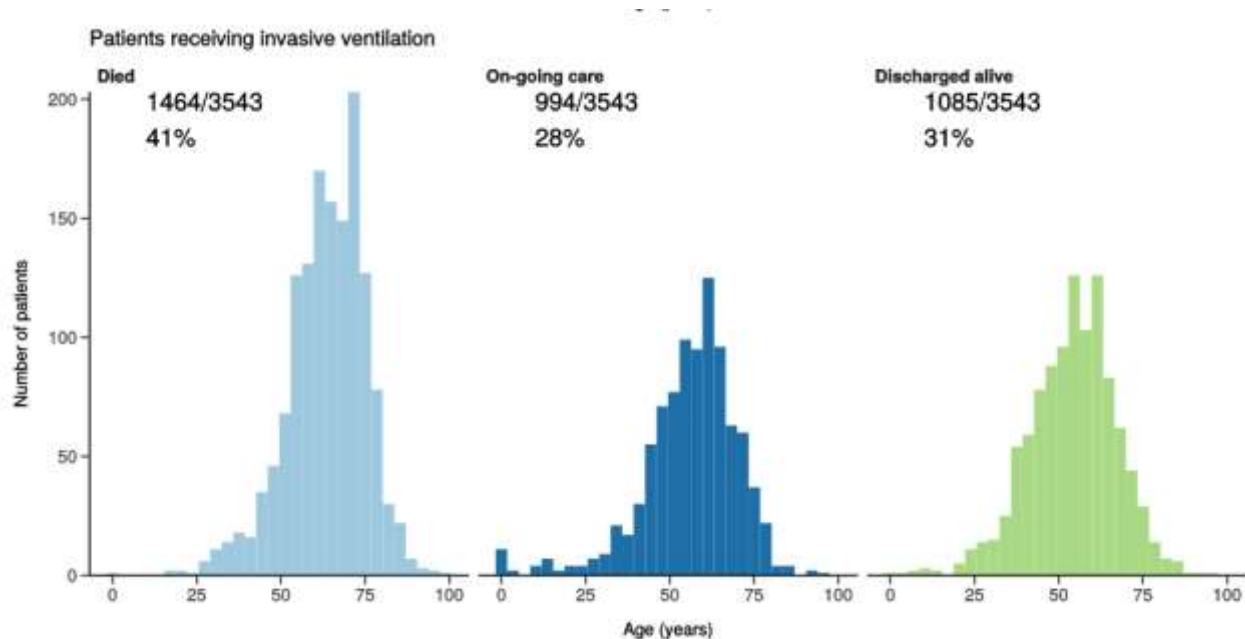 Patients receiving invasive ventilation
Died
1464/3543
41%
On-going care
994/3543
28%
Discharged alive
1085/3543
31%
Number of patients
200
150
100
50
0
0 25 50 75 100
0 25 50 75 100
0 25 50 75 100
Age (years)